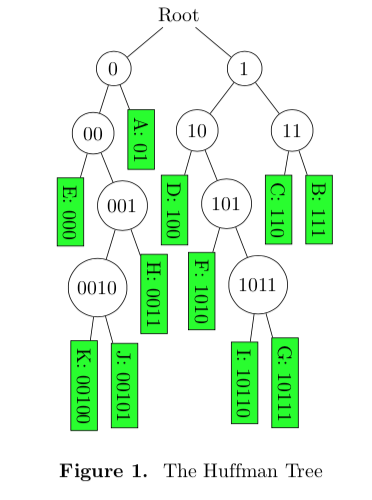 Root
0
1
00
A: 01
10
11
E: 000
001
D: 100
101
C: 110
B: 111
0010
H: 0011
F: 1010
1011
K: 00100
J: 00101
I: 10110
G: 10111
Figure 1. The Huffman Tree